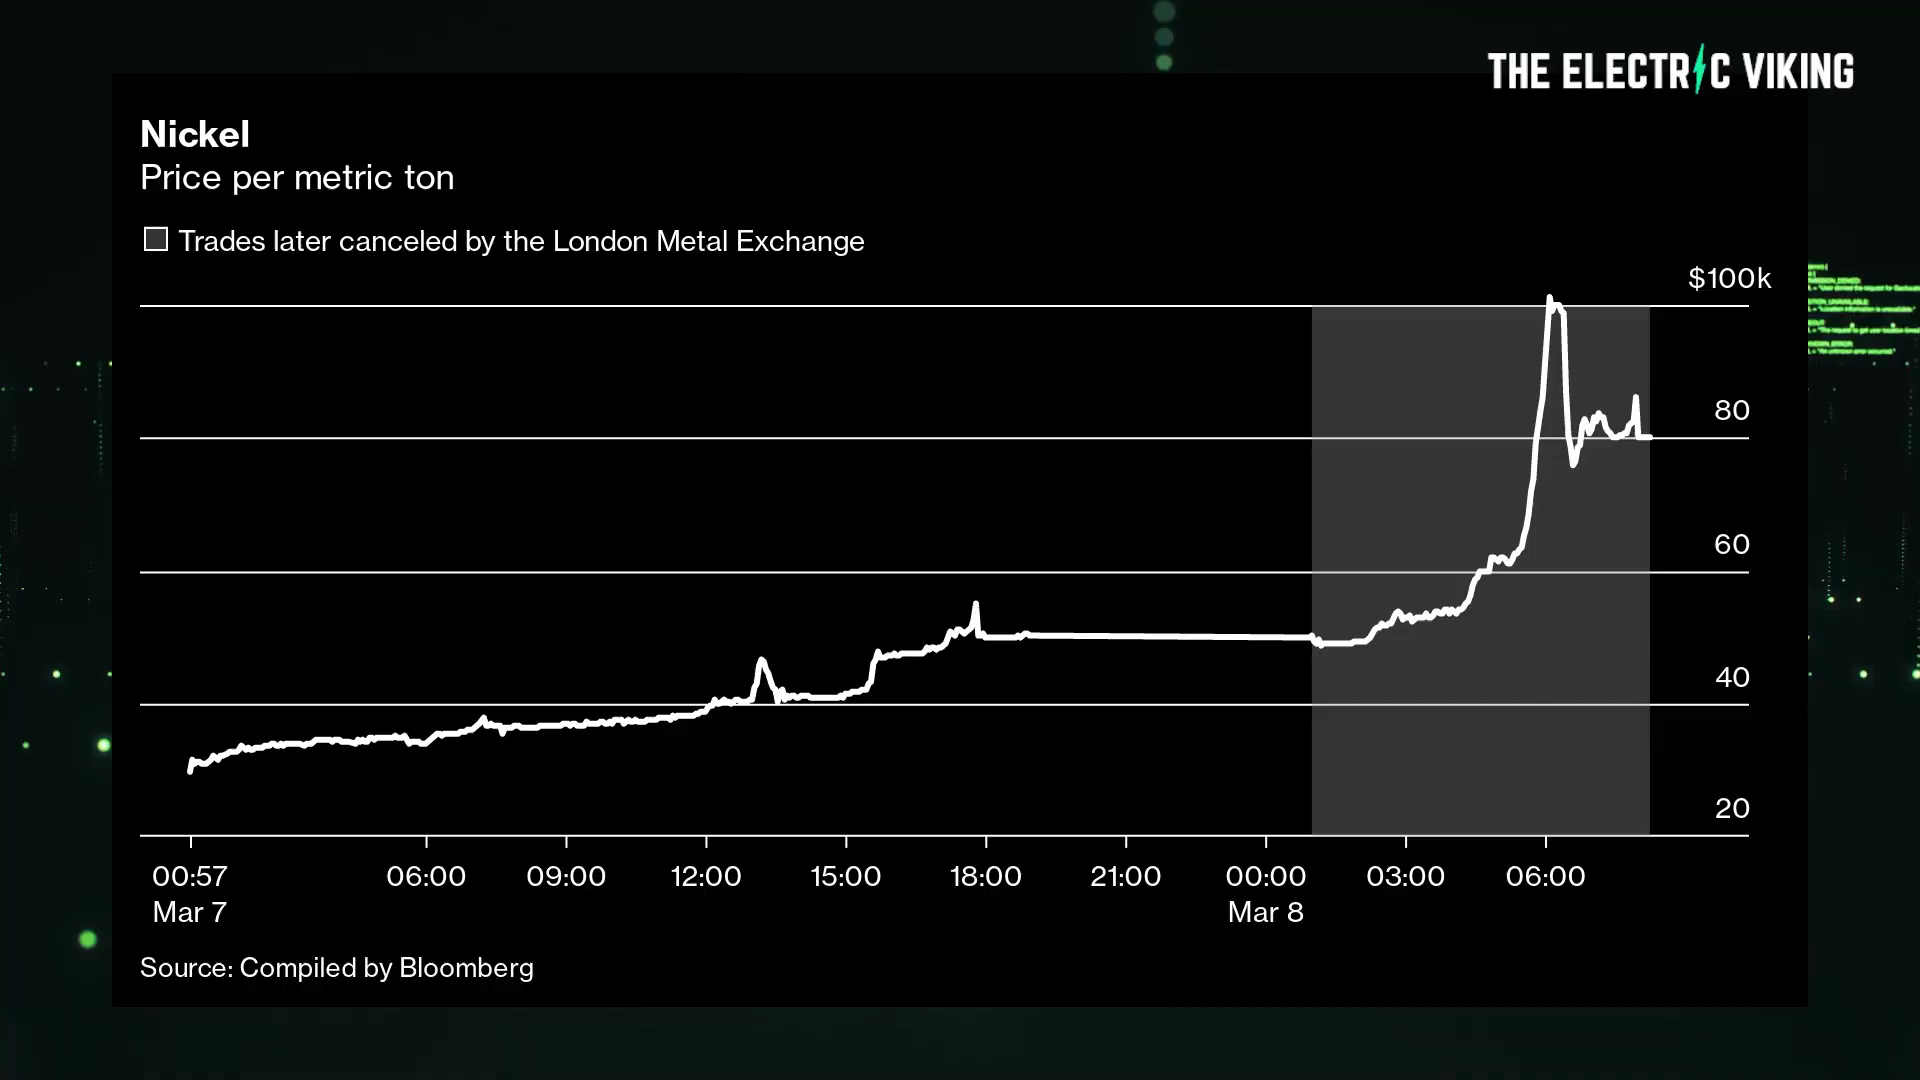 THE ELECTRIC VIKING
Nickel
Price per metric ton
Trades later canceled by the London Metal Exchange
$100k
80
60
40
20
00:57 06:00 09:00 12:00 15:00 18:00 21:00 00:00 03:00 06:00
Mar 7 Mar 8
Source: Compiled by Bloomberg